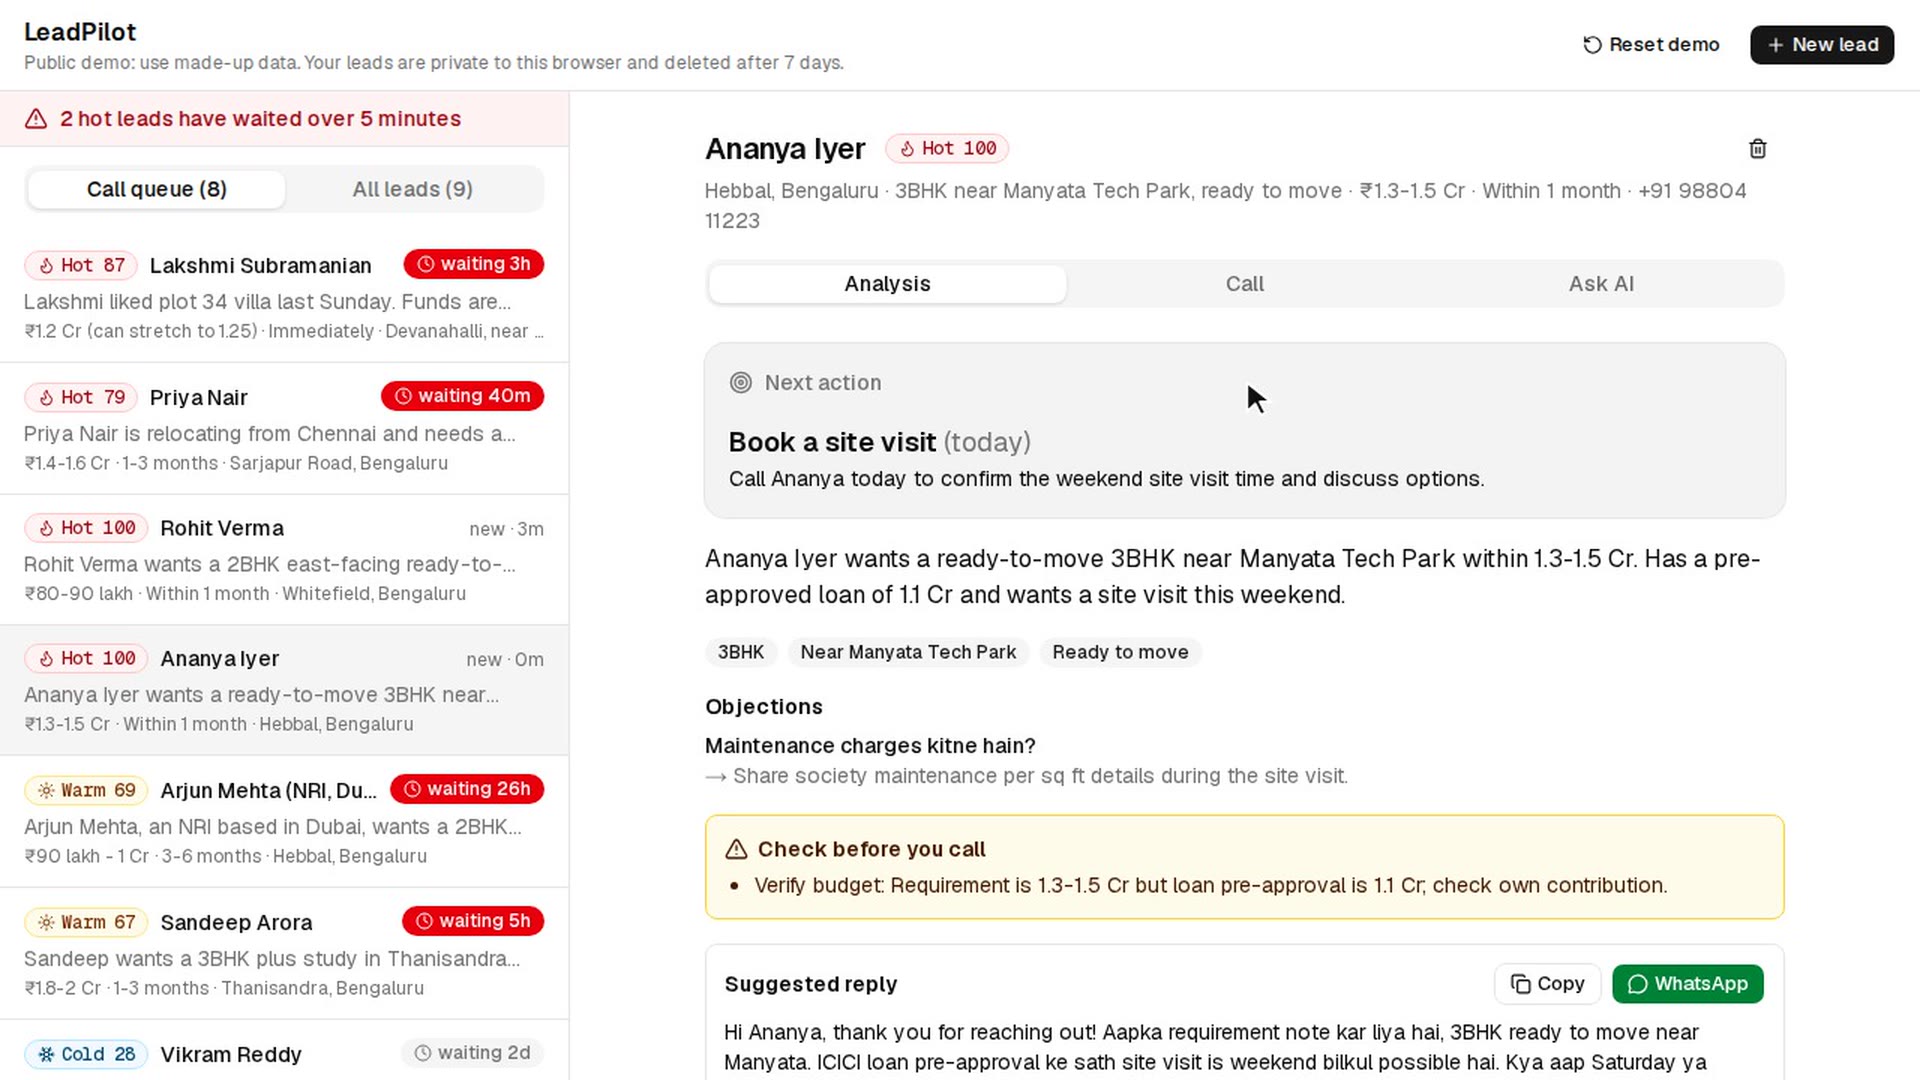 LeadPilot
Public demo: use made-up data. Your leads are private to this browser and deleted after 7 days.
Reset demo
New lead
2 hot leads have waited over 5 minutes
Call queue (8)
All leads (9)
Hot 87 Lakshmi Subramanian waiting 3h
Lakshmi liked plot 34 villa last Sunday. Funds are...
₹1.2 Cr (can stretch to 1.25) · Immediately · Devanahalli, near ...
Hot 79 Priya Nair waiting 40m
Priya Nair is relocating from Chennai and needs a...
₹1.4-1.6 Cr · 1-3 months · Sarjapur Road, Bengaluru
Hot 100 Rohit Verma new · 3m
Rohit Verma wants a 2BHK east-facing ready-to-...
₹80-90 lakh · Within 1 month · Whitefield, Bengaluru
Hot 100 Ananya Iyer new · 0m
Ananya Iyer wants a ready-to-move 3BHK near...
₹1.3-1.5 Cr · Within 1 month · Hebbal, Bengaluru
Warm 69 Arjun Mehta (NRI, Du... waiting 26h
Arjun Mehta, an NRI based in Dubai, wants a 2BHK...
₹90 lakh - 1 Cr · 3-6 months · Hebbal, Bengaluru
Warm 67 Sandeep Arora waiting 5h
Sandeep wants a 3BHK plus study in Thanisandra...
₹1.8-2 Cr · 1-3 months · Thanisandra, Bengaluru
Cold 28 Vikram Reddy waiting 2d
Ananya Iyer Hot 100
Hebbal, Bengaluru · 3BHK near Manyata Tech Park, ready to move · ₹1.3-1.5 Cr · Within 1 month · +91 98804
11223
Analysis
Call
Ask AI
Next action
Book a site visit (today)
Call Ananya today to confirm the weekend site visit time and discuss options.
Ananya Iyer wants a ready-to-move 3BHK near Manyata Tech Park within 1.3-1.5 Cr. Has a pre-
approved loan of 1.1 Cr and wants a site visit this weekend.
3BHK
Near Manyata Tech Park
Ready to move
Objections
Maintenance charges kitne hain?
→ Share society maintenance per sq ft details during the site visit.
Check before you call
• Verify budget: Requirement is 1.3-1.5 Cr but loan pre-approval is 1.1 Cr; check own contribution.
Suggested reply
Copy
WhatsApp
Hi Ananya, thank you for reaching out! Aapka requirement note kar liya hai, 3BHK ready to move near
Manyata. ICICI loan pre-approval ke sath site visit is weekend bilkul possible hai. Kya aap Saturday ya